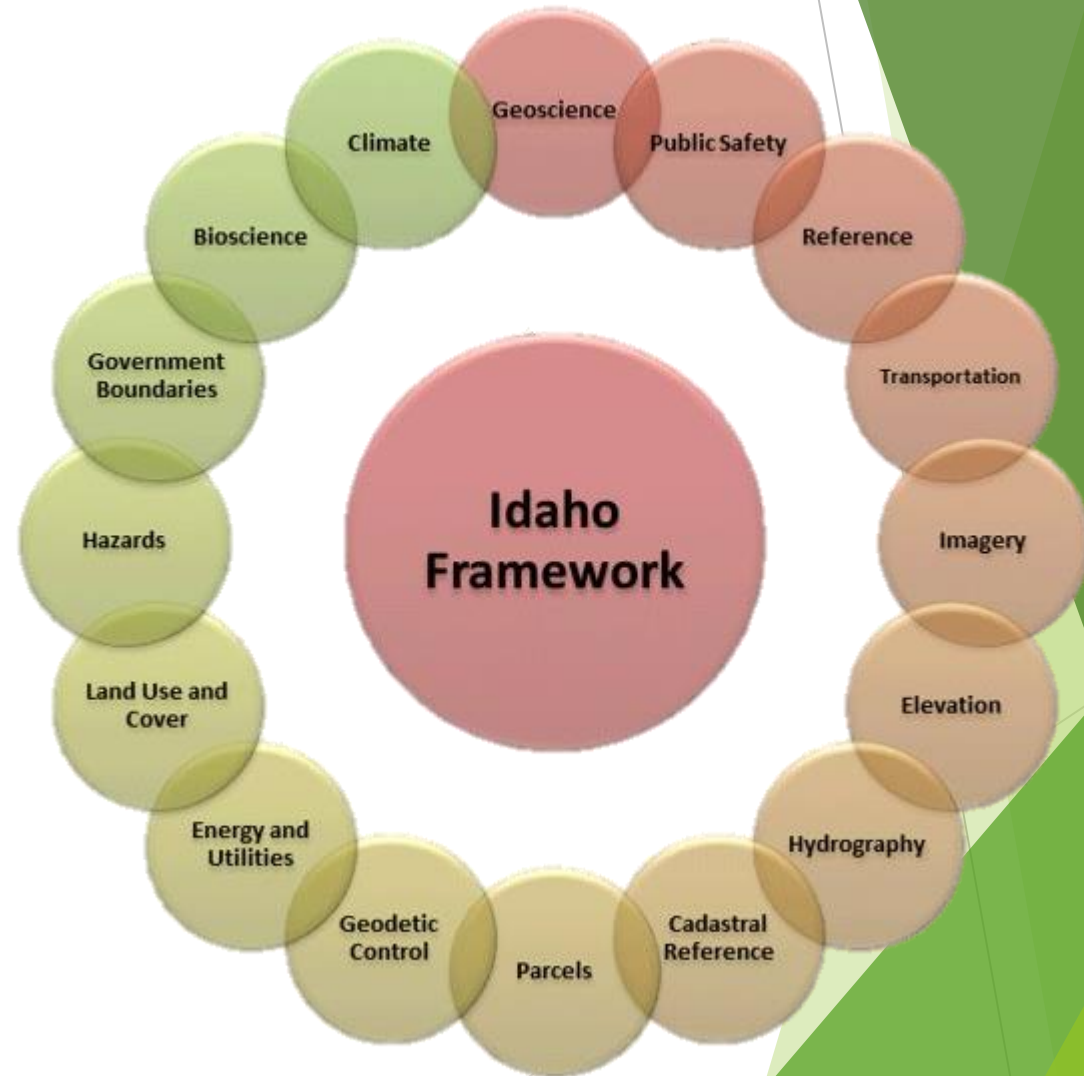 Geoscience
Public Safety
Reference
Transportation
Imagery
Elevation
Hydrography
Cadastral
Reference
Parcels
Geodetic
Control
Energy and
Utilities
Land Use and
Cover
Hazards
Government
Boundaries
Bioscience
Climate
Idaho
Framework